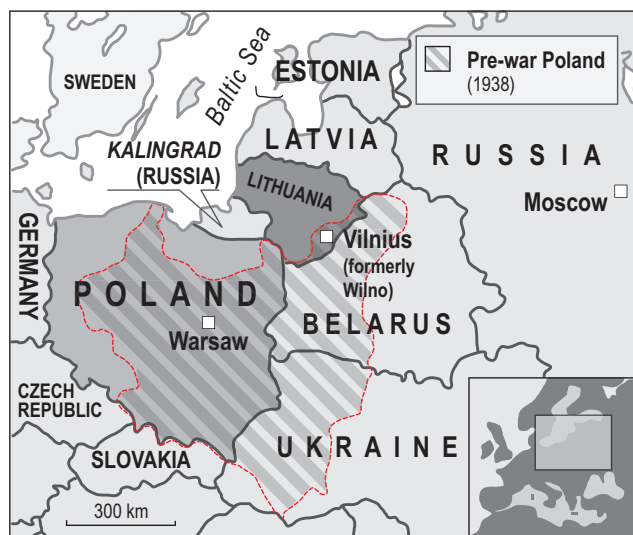 SWEDEN
Baltic Sea
ESTONIA
Pre-war Poland
(1938)
LATVIA
KALINGRAD
(RUSSIA)
RUSSIA
LITHUANIA
Moscow
GERMANY
Vilnius
(formerly
Wilno)
POLAND
Warsaw
BELARUS
CZECH
REPUBLIC
SLOVAKIA
UKRAINE
300 km